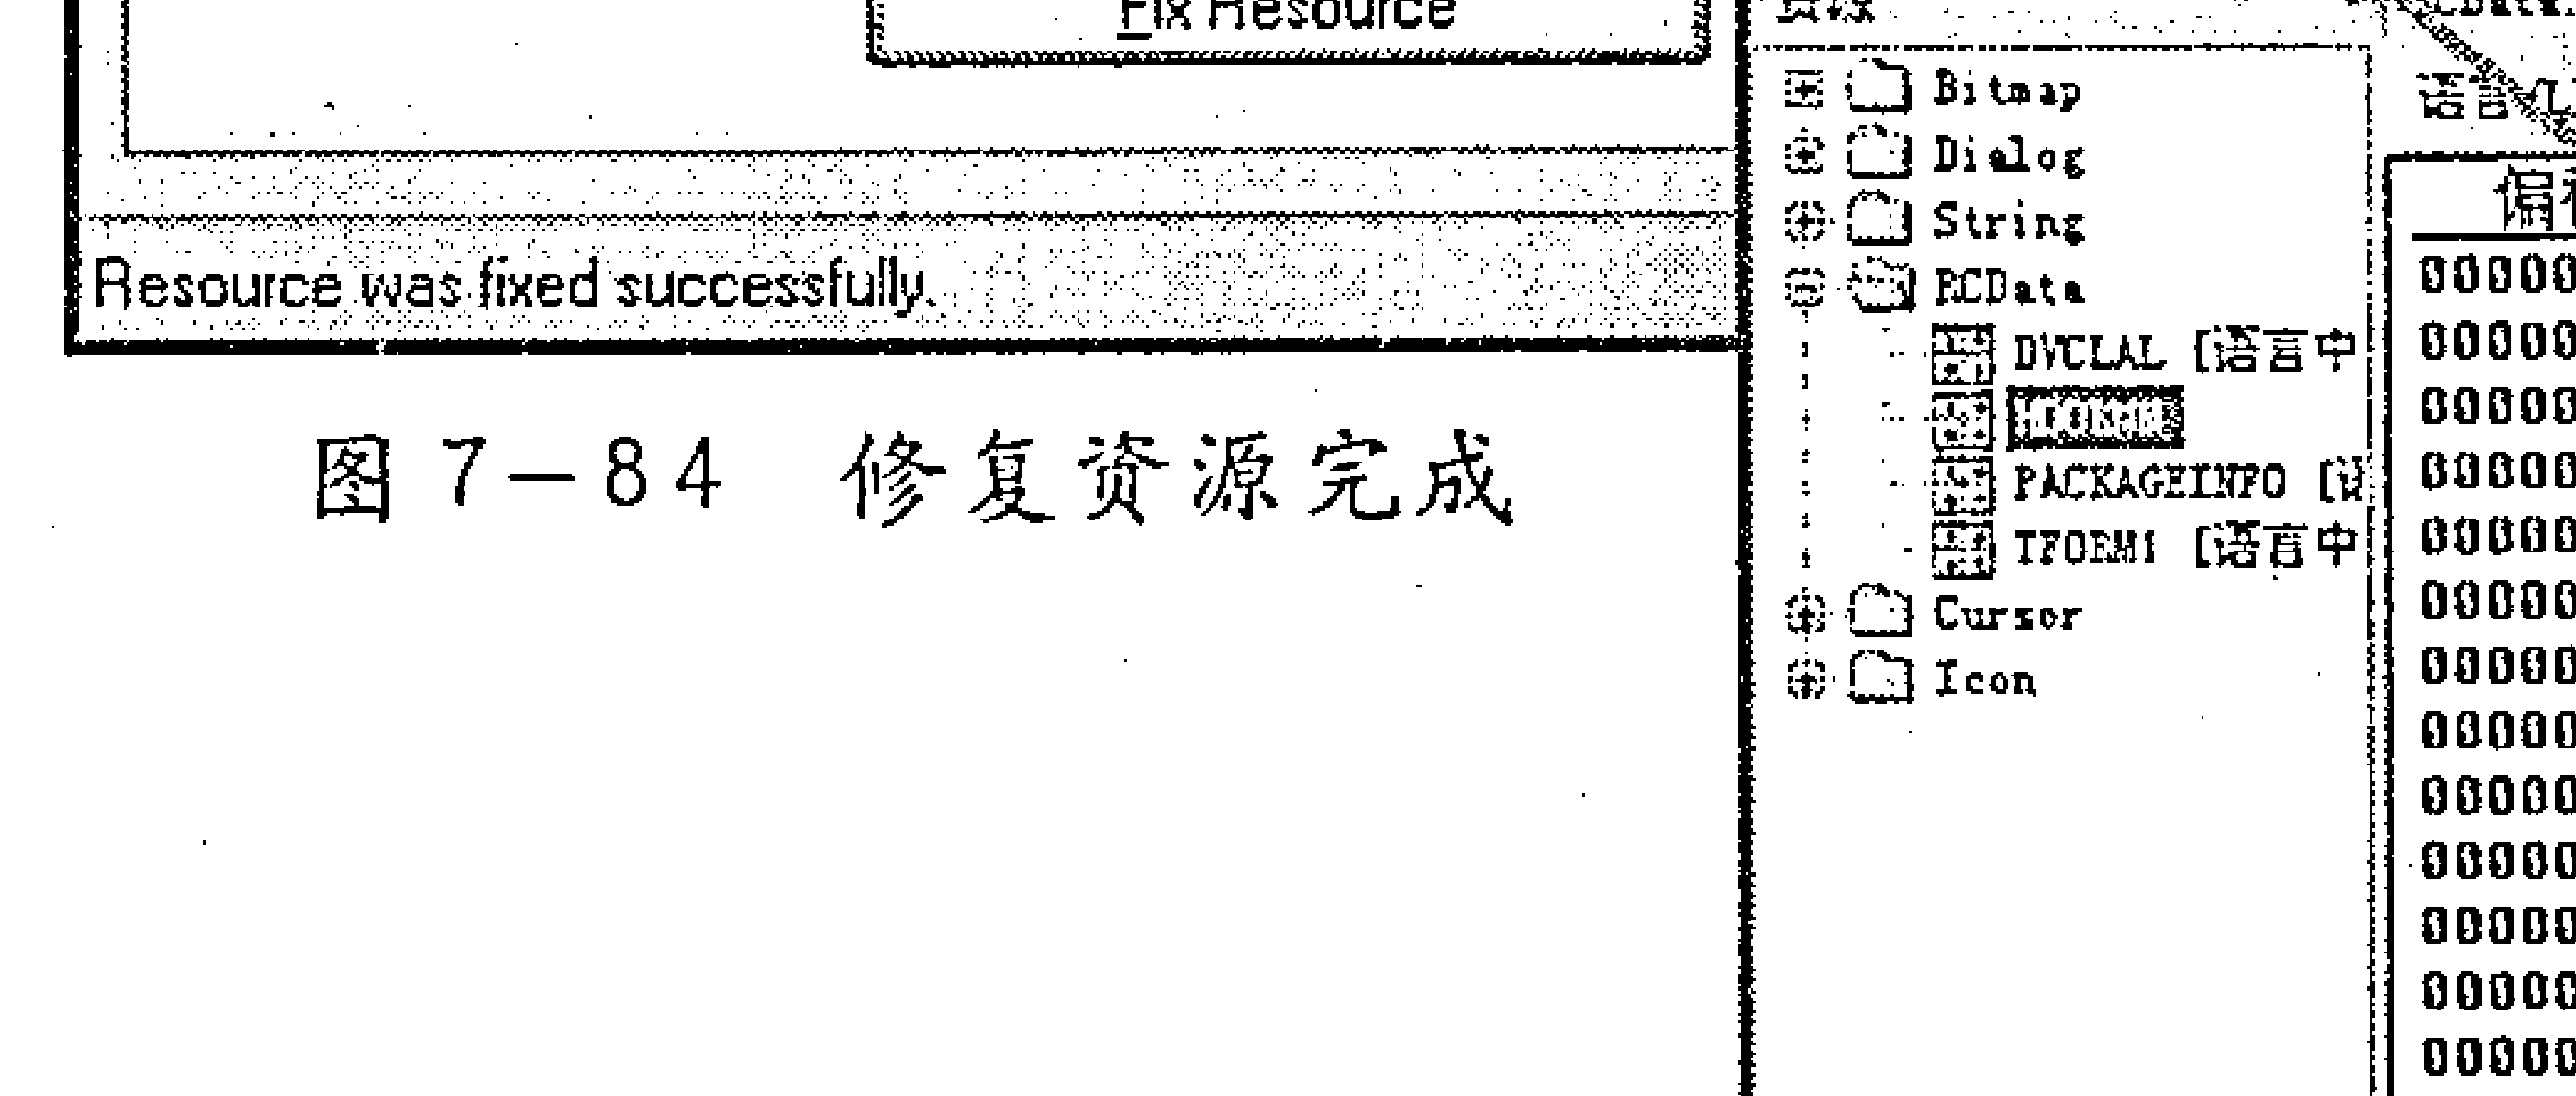 Fix Resource
Resource was fixed successfully.
图 7-84 修复资源完成
Bitmap
Dialog
String
RCData
DVCLAL [语言中
PACKAGEINFO [
TFORM1 [语言中
Cursor
Icon
00000
00000
00000
00000
00000
00000
00000
00000
00000
00000
00000
00000
00000